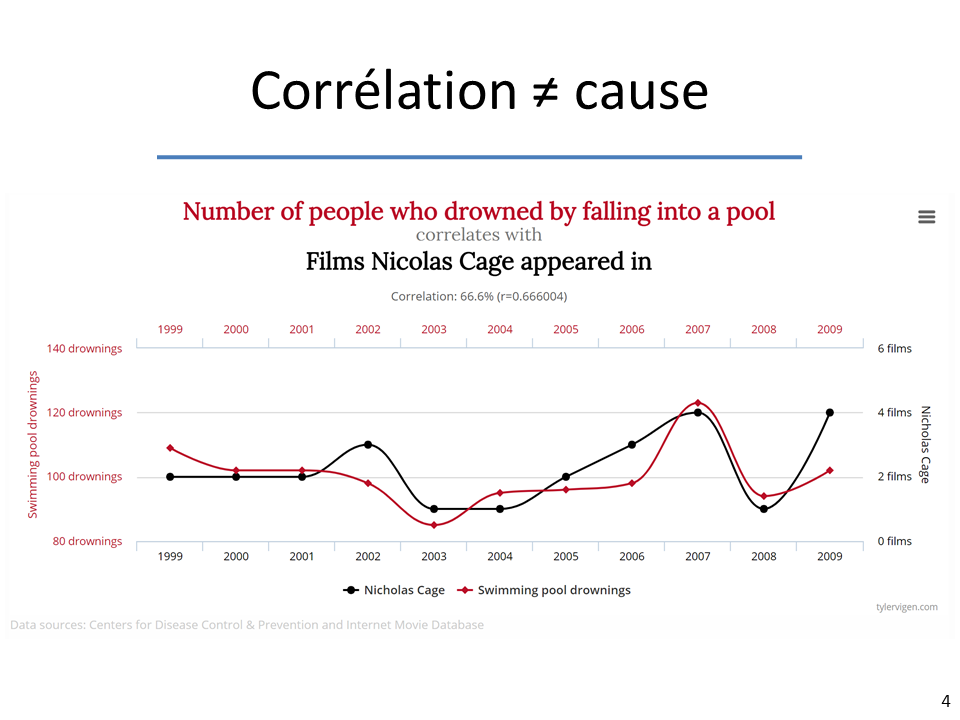 Corrélation ≠ cause
Number of people who drowned by falling into a pool
correlates with
Films Nicolas Cage appeared in
Correlation: 66.6% (r=0.666004)
1999 2000 2001 2002 2003 2004 2005 2006 2007 2008 2009
140 drownings 6 films
120 drownings 4 films
100 drownings 2 films
80 drownings 0 films
Swimming pool drownings
Nicholas Cage
1999 2000 2001 2002 2003 2004 2005 2006 2007 2008 2009
Nicholas Cage Swimming pool drownings
tylervigen.com
Data sources: Centers for Disease Control & Prevention and Internet Movie Database
4